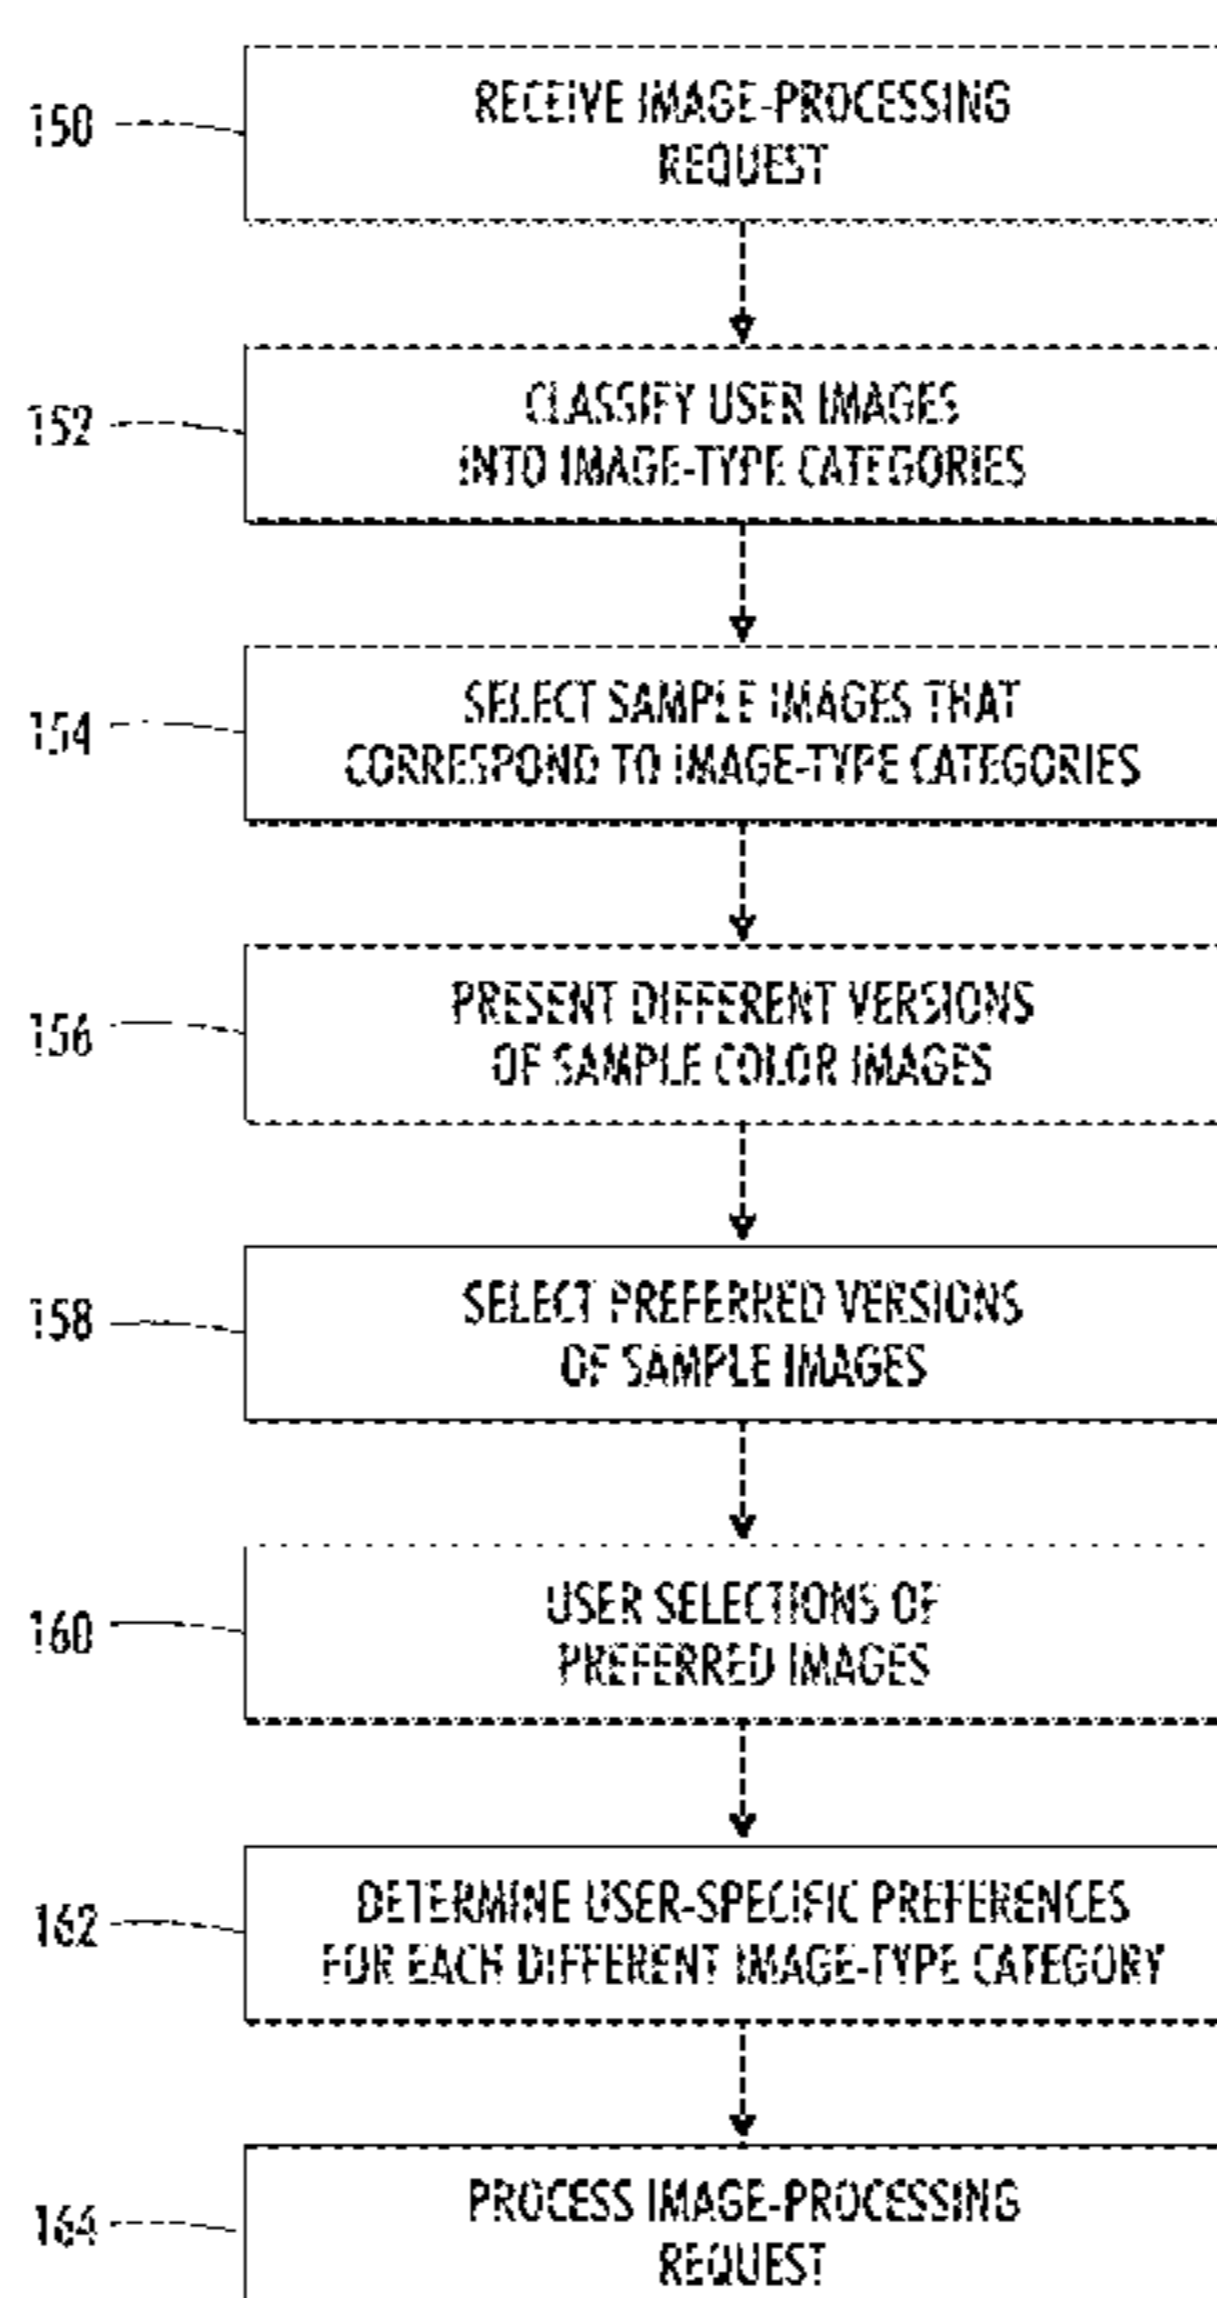 150
RECEIVE IMAGE-PROCESSING
REQUEST
152
CLASSIFY USER IMAGES
INTO IMAGE-TYPE CATEGORIES
154
SELECT SAMPLE IMAGES THAT
CORRESPOND TO IMAGE-TYPE CATEGORIES
156
PRESENT DIFFERENT VERSIONS
OF SAMPLE COLOR IMAGES
158
SELECT PREFERRED VERSIONS
OF SAMPLE IMAGES
160
USER SELECTIONS OF
PREFERRED IMAGES
162
DETERMINE USER-SPECIFIC PREFERENCES
FOR EACH DIFFERENT IMAGE-TYPE CATEGORY
164
PROCESS IMAGE-PROCESSING
REQUEST